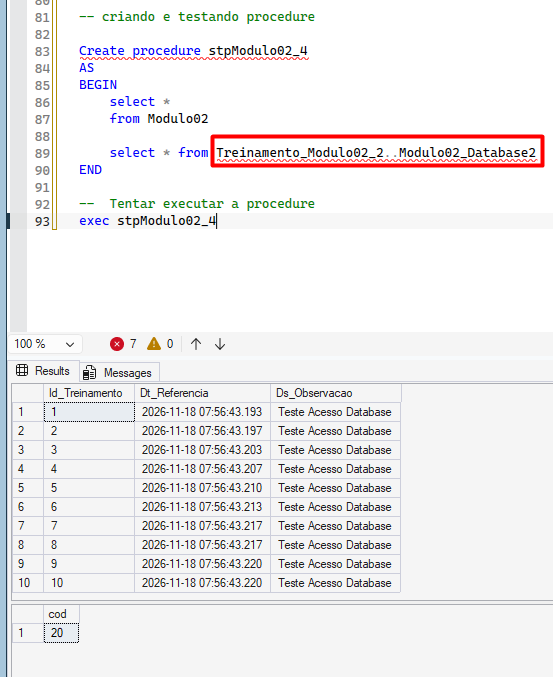 80
81 -- criando e testando procedure
82
83 Create procedure stpModulo02_4
84 AS
85 BEGIN
86 select *
87 from Modulo02
88
89 select * from Treinamento_Modulo02_2..Modulo02_Database2
90 END
91
92 -- Tentar executar a procedure
93 exec stpModulo02_4
100 % 7 0
Results Messages
Id_Treinamento Dt_Referencia Ds_Observacao
1 1 2026-11-18 07:56:43.193 Teste Acesso Database
2 2 2026-11-18 07:56:43.197 Teste Acesso Database
3 3 2026-11-18 07:56:43.203 Teste Acesso Database
4 4 2026-11-18 07:56:43.207 Teste Acesso Database
5 5 2026-11-18 07:56:43.210 Teste Acesso Database
6 6 2026-11-18 07:56:43.213 Teste Acesso Database
7 7 2026-11-18 07:56:43.217 Teste Acesso Database
8 8 2026-11-18 07:56:43.217 Teste Acesso Database
9 9 2026-11-18 07:56:43.220 Teste Acesso Database
10 10 2026-11-18 07:56:43.220 Teste Acesso Database
cod
1 20